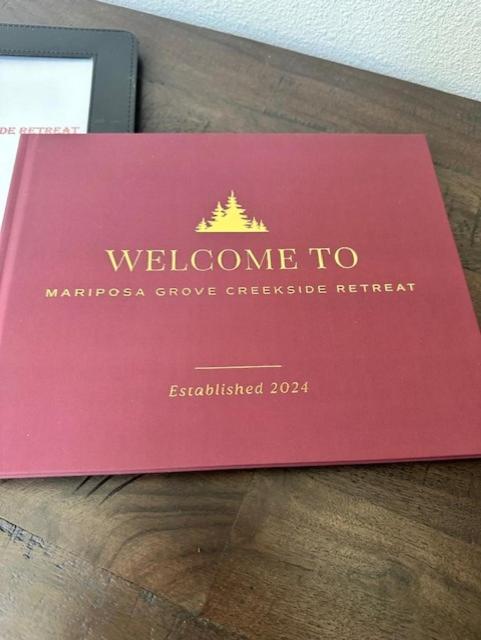 DE RETREAT
WELCOME TO
MARIPOSA GROVE CREEKSIDE RETREAT
Established 2024